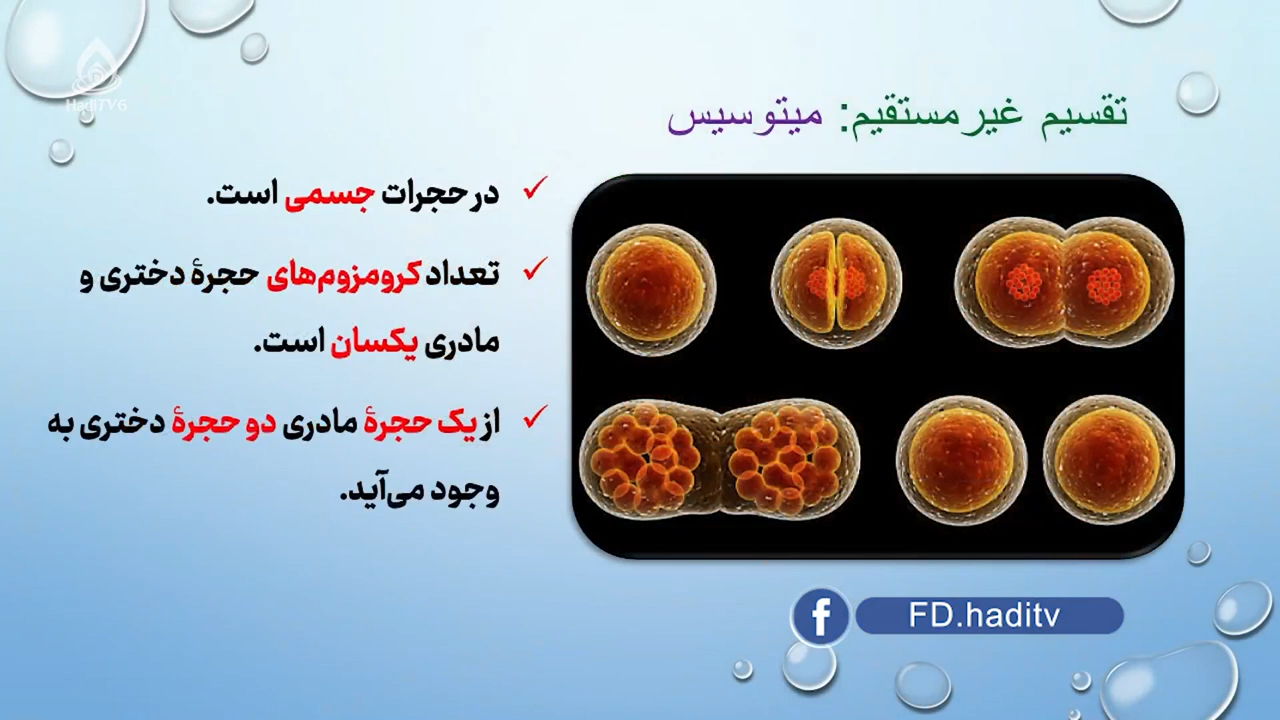 HadiTV6
تقسیم غیر مستقیم: میتوسیس
در حجرات جسمی است.
تعداد کرومزوم‌های حجرۀ دختری و
مادری یکسان است.
از یک حجرۀ مادری دو حجرۀ دختری به
وجود می‌آید.
FD.haditv